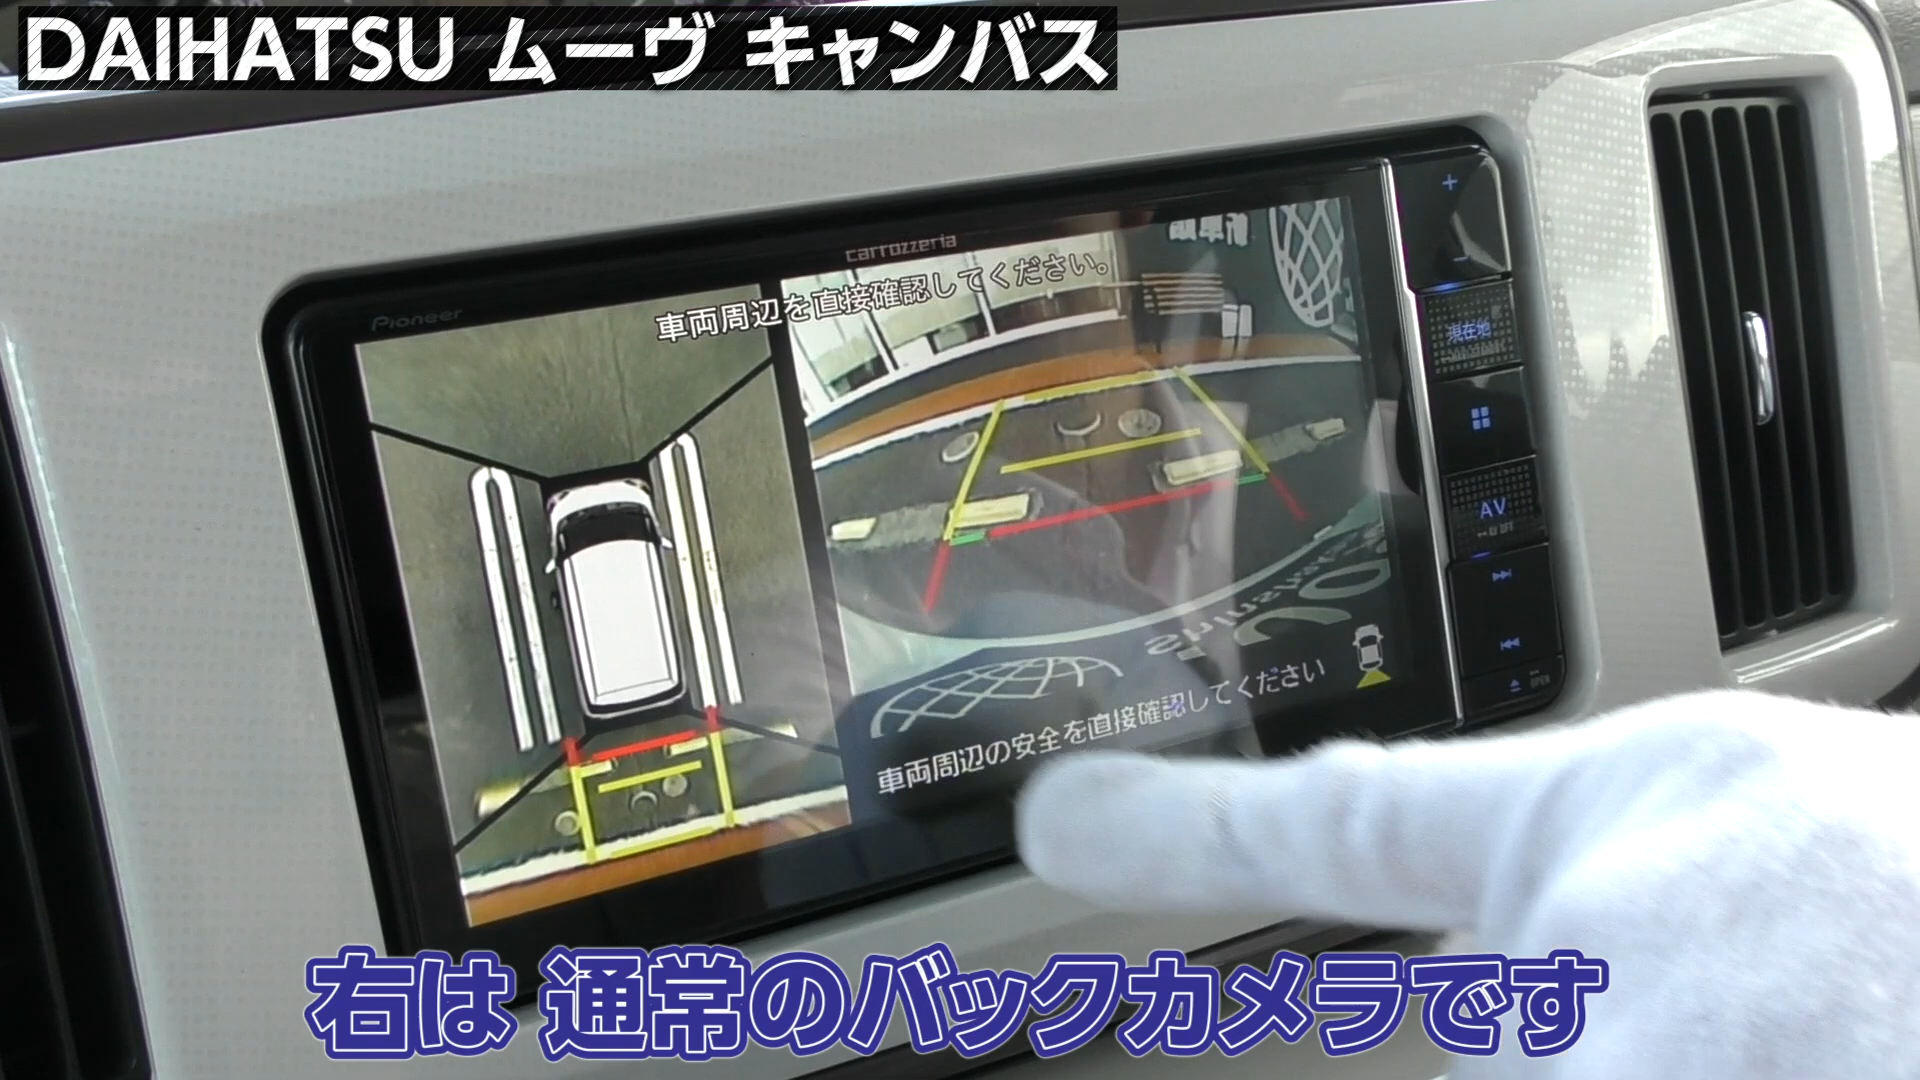 DAIHATSU ムーヴ キャンバス
carrozzeria
Pioneer
車両周辺を直接確認してください。
現在地
AV
OPEN
車両周辺の安全を直接確認してください
右は 通常のバックカメラです